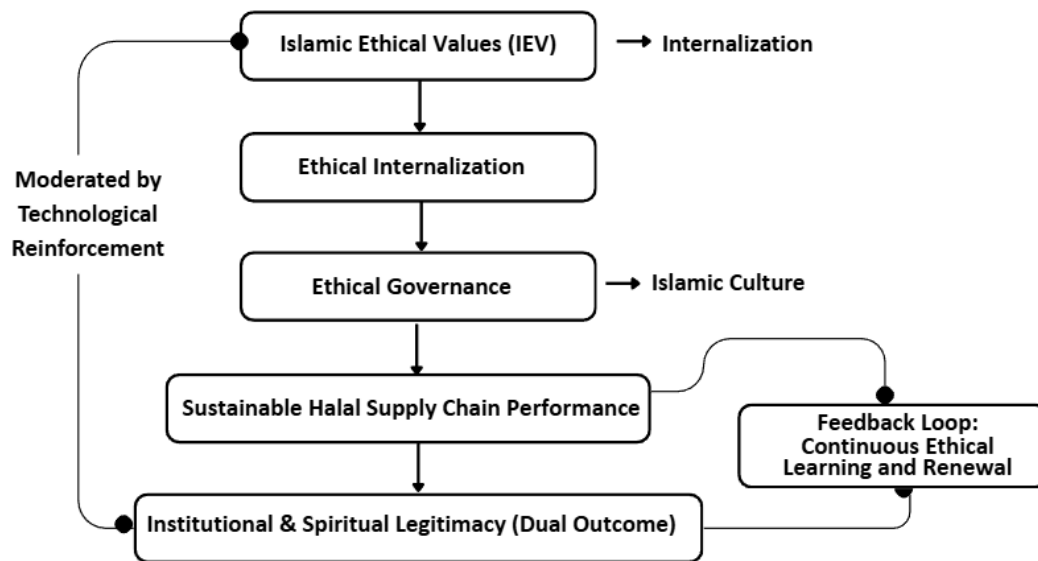 Islamic Ethical Values (IEV)
Internalization
Ethical Internalization
Moderated by
Technological
Reinforcement
Ethical Governance
Islamic Culture
Sustainable Halal Supply Chain Performance
Feedback Loop:
Continuous Ethical
Learning and Renewal
Institutional & Spiritual Legitimacy (Dual Outcome)